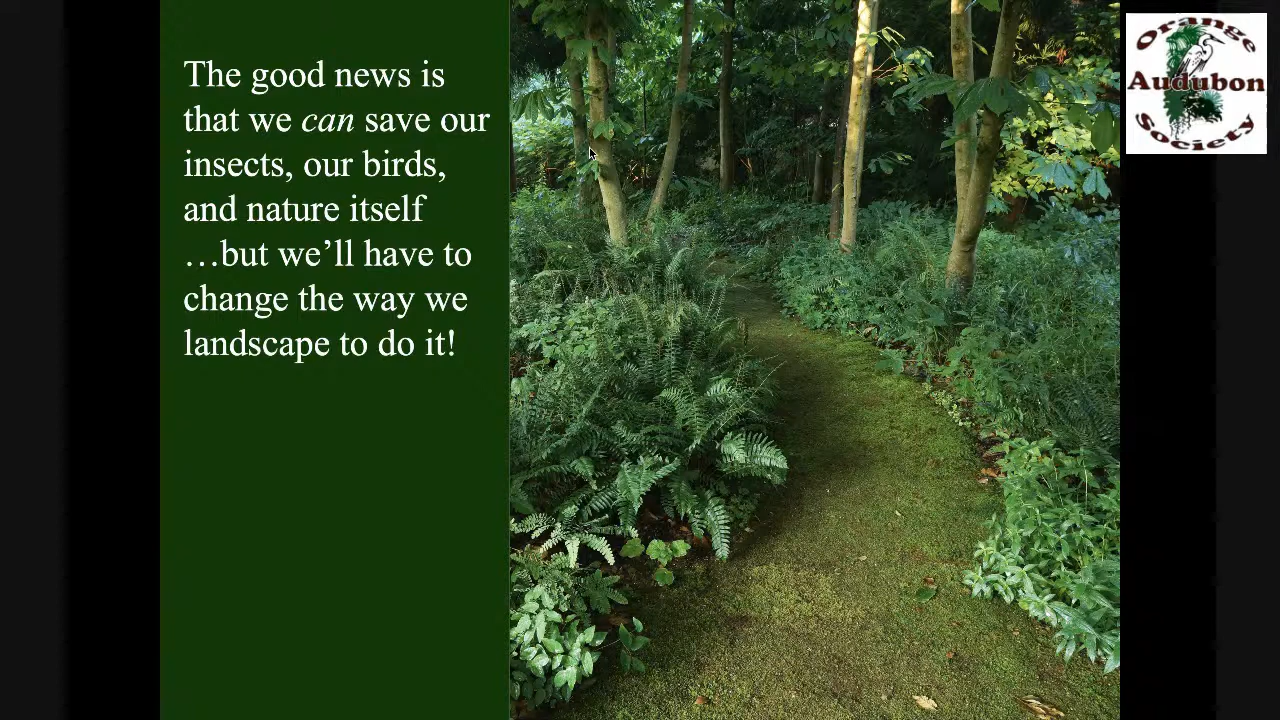 The good news is
that we can save our
insects, our birds,
and nature itself
…but we’ll have to
change the way we
landscape to do it!
Orange
Audubon
Society